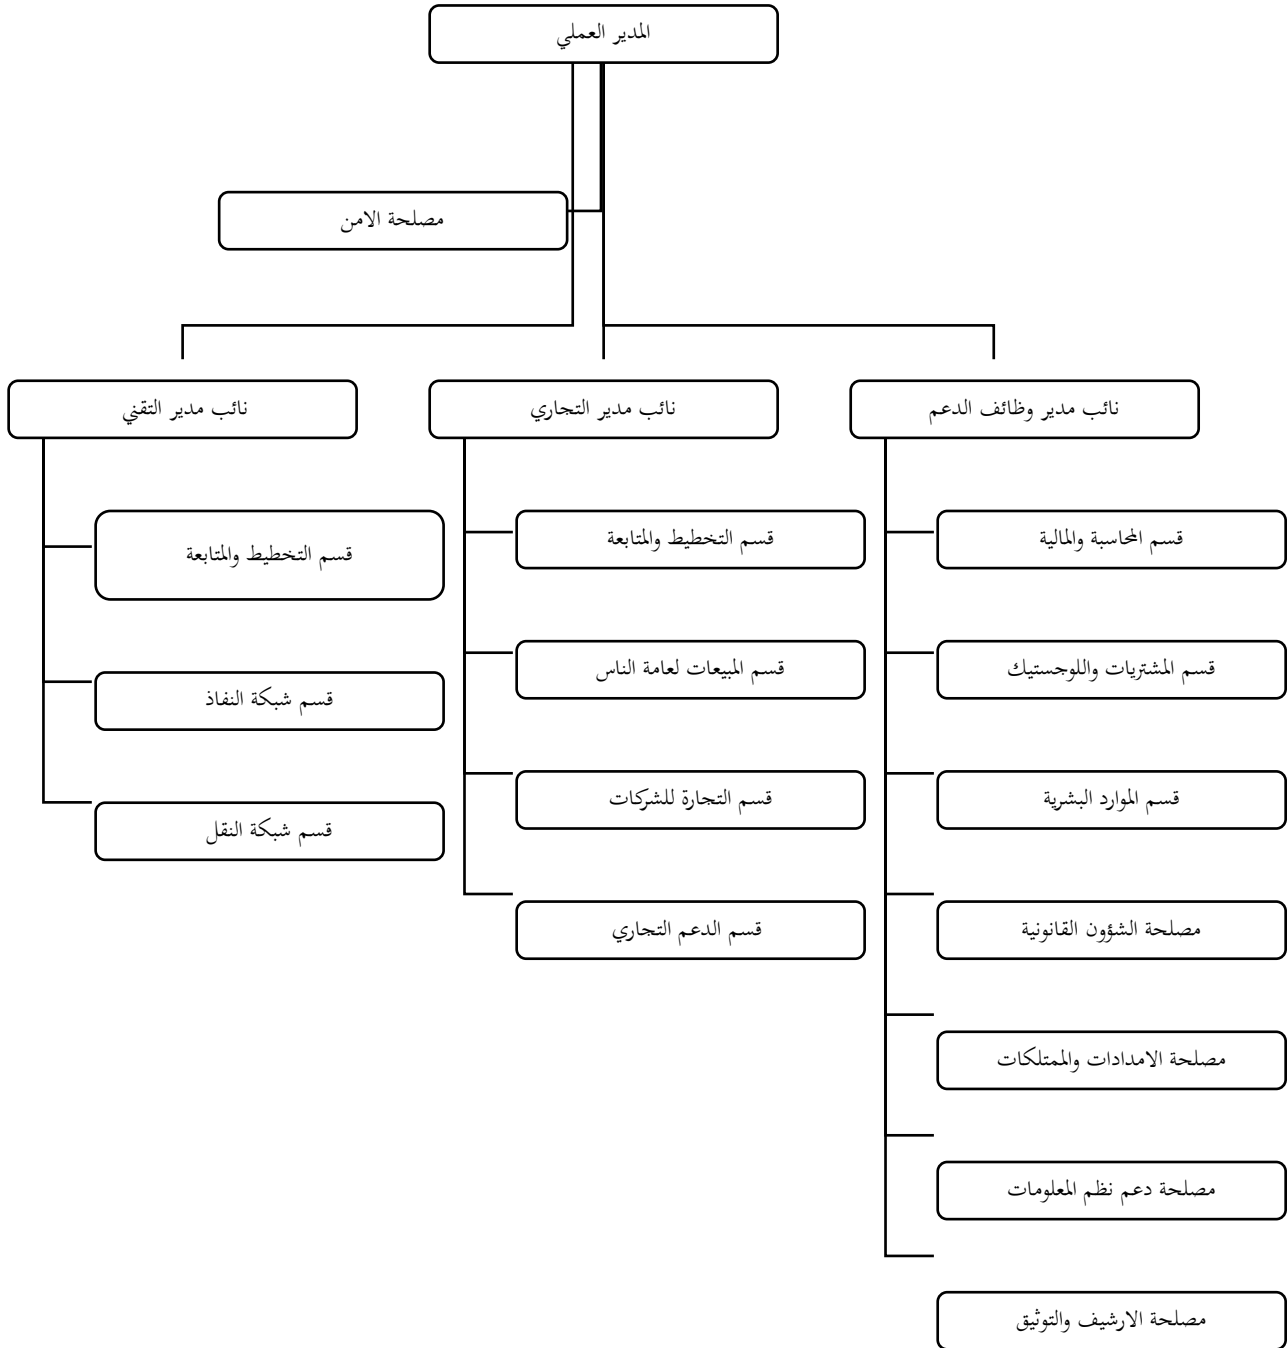 المدير العملي
مصلحة الامن
نائب مدير وظائف الدعم
نائب مدير التجاري
نائب مدير التقني
قسم المحاسبة والمالية
قسم المشتريات واللوجستيك
قسم الموارد البشرية
مصلحة الشؤون القانونية
مصلحة الامدادات والممتلكات
مصلحة دعم نظم المعلومات
مصلحة الارشيف والتوثيق
قسم التخطيط والمتابعة
قسم المبيعات لعامة الناس
قسم التجارة للشركات
قسم الدعم التجاري
قسم التخطيط والمتابعة
قسم شبكة النفاذ
قسم شبكة النقل